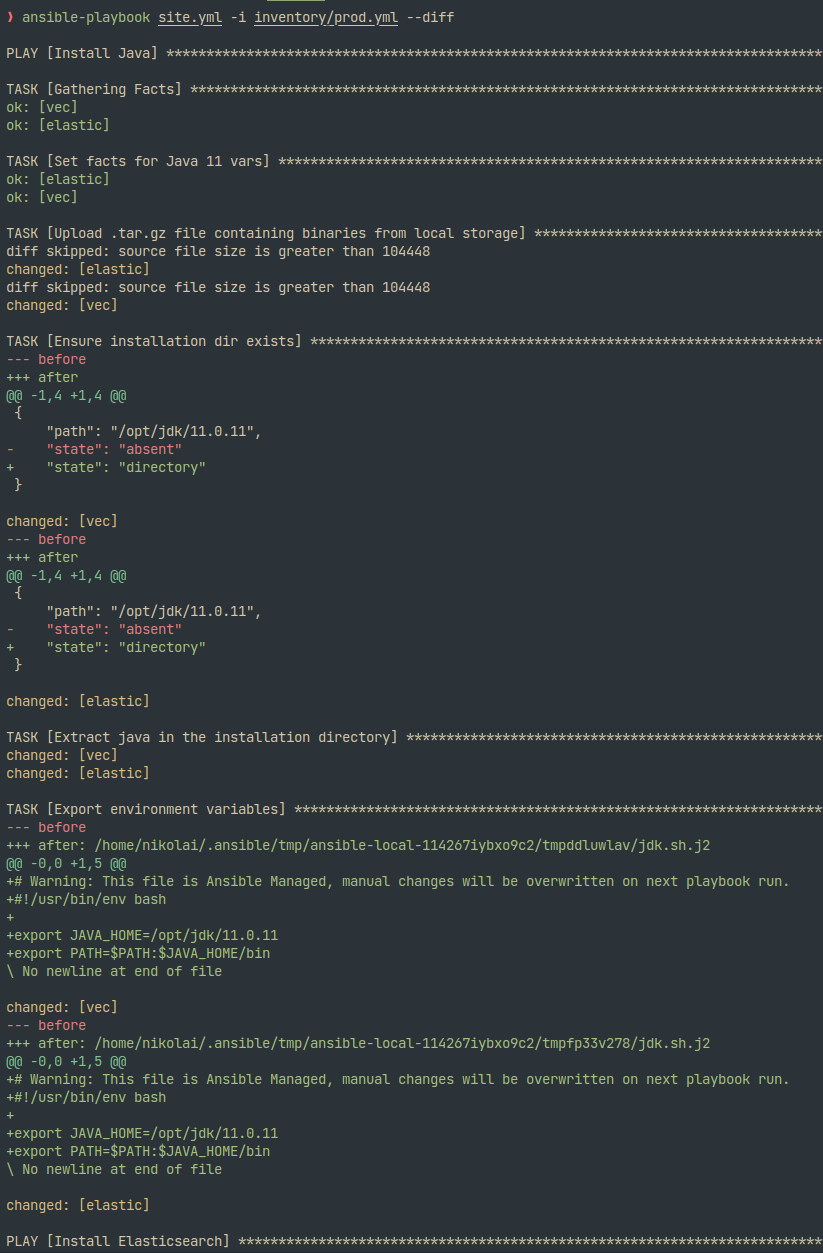 ❯ ansible-playbook site.yml -i inventory/prod.yml --diff
PLAY [Install Java] **********************************************************************************
TASK [Gathering Facts] *******************************************************************************
ok: [vec]
ok: [elastic]
TASK [Set facts for Java 11 vars] ********************************************************************
ok: [elastic]
ok: [vec]
TASK [Upload .tar.gz file containing binaries from local storage] ************************************
diff skipped: source file size is greater than 104448
changed: [elastic]
diff skipped: source file size is greater than 104448
changed: [vec]
TASK [Ensure installation dir exists] ****************************************************************
--- before
+++ after
@@ -1,4 +1,4 @@
 {
     "path": "/opt/jdk/11.0.11",
-    "state": "absent"
+    "state": "directory"
 }
changed: [vec]
--- before
+++ after
@@ -1,4 +1,4 @@
 {
     "path": "/opt/jdk/11.0.11",
-    "state": "absent"
+    "state": "directory"
 }
changed: [elastic]
TASK [Extract java in the installation directory] ****************************************************
changed: [vec]
changed: [elastic]
TASK [Export environment variables] ******************************************************************
--- before
+++ after: /home/nikolai/.ansible/tmp/ansible-local-114267iybxo9c2/tmpddluwlav/jdk.sh.j2
@@ -0,0 +1,5 @@
+# Warning: This file is Ansible Managed, manual changes will be overwritten on next playbook run.
+#!/usr/bin/env bash
+
+export JAVA_HOME=/opt/jdk/11.0.11
+export PATH=$PATH:$JAVA_HOME/bin
\ No newline at end of file
changed: [vec]
--- before
+++ after: /home/nikolai/.ansible/tmp/ansible-local-114267iybxo9c2/tmpfp33v278/jdk.sh.j2
@@ -0,0 +1,5 @@
+# Warning: This file is Ansible Managed, manual changes will be overwritten on next playbook run.
+#!/usr/bin/env bash
+
+export JAVA_HOME=/opt/jdk/11.0.11
+export PATH=$PATH:$JAVA_HOME/bin
\ No newline at end of file
changed: [elastic]
PLAY [Install Elasticsearch] *************************************************************************